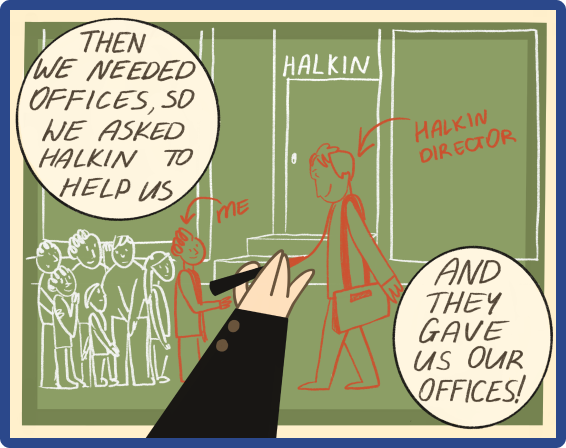 THEN
WE NEEDED
OFFICES, SO
WE ASKED
HALKIN TO
HELP US
HALKIN
HALKIN
DIRECTOR
ME
AND
THEY
GAVE
US OUR
OFFICES!